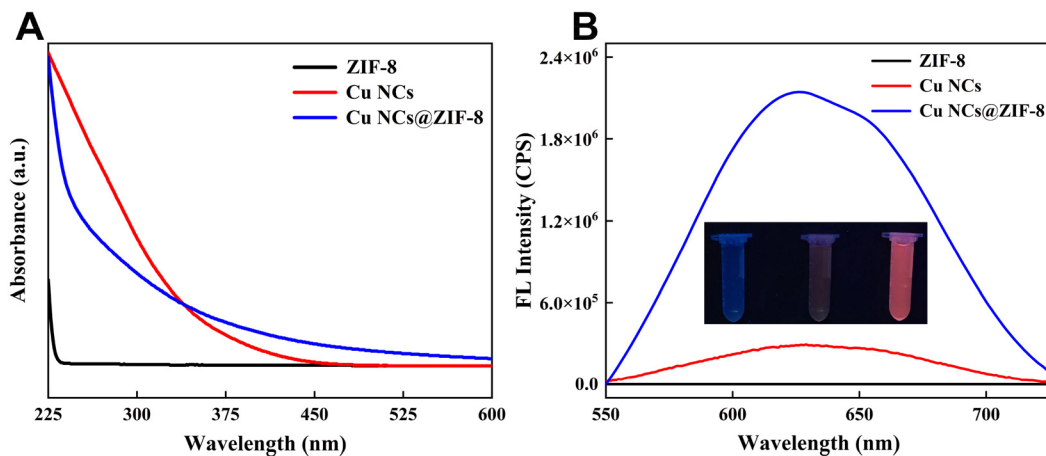 A
ZIF-8
Cu NCs
Cu NCs@ZIF-8
Absorbance (a.u.)
225 300 375 450 525 600
Wavelength (nm)
B
ZIF-8
Cu NCs
Cu NCs@ZIF-8
FL Intensity (CPS)
2.4×10⁶
1.8×10⁶
1.2×10⁶
6.0×10⁵
0.0
550 600 650 700
Wavelength (nm)